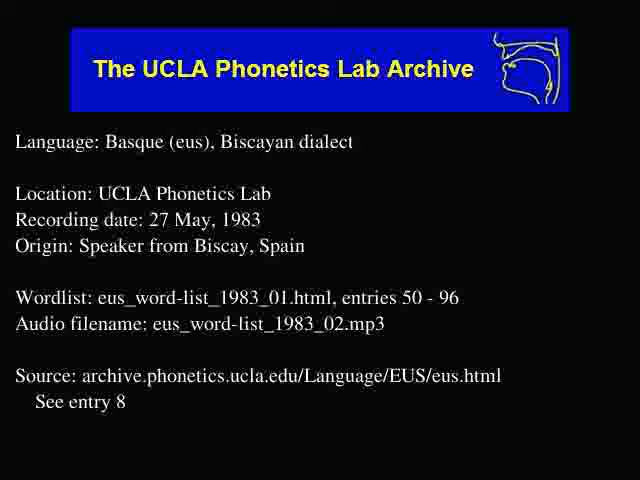 The UCLA Phonetics Lab Archive
Language: Basque (eus), Biscayan dialect
Location: UCLA Phonetics Lab
Recording date: 27 May, 1983
Origin: Speaker from Biscay, Spain
Wordlist: eus_word-list_1983_01.html, entries 50 - 96
Audio filename: eus_word-list_1983_02.mp3
Source: archive.phonetics.ucla.edu/Language/EUS/eus.html
See entry 8